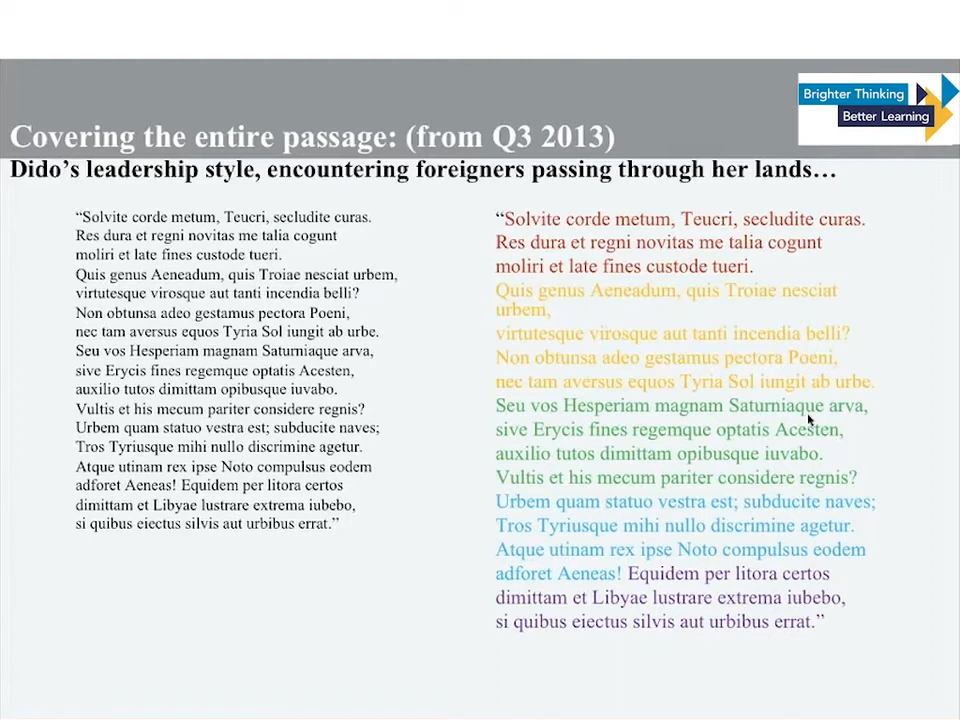 Brighter Thinking
Better Learning
Covering the entire passage: (from Q3 2013)
Dido’s leadership style, encountering foreigners passing through her lands…
“Solvite corde metum, Teucri, secludite curas.
Res dura et regni novitas me talia cogunt
moliri et late fines custode tueri.
Quis genus Aeneadum, quis Troiae nesciat urbem,
virtutesque virosque aut tanti incendia belli?
Non obtunsa adeo gestamus pectora Poeni,
nec tam aversus equos Tyria Sol iungit ab urbe.
Seu vos Hesperiam magnam Saturniaque arva,
sive Erycis fines regemque optatis Acesten,
auxilio tutos dimittam opibusque iuvabo.
Vultis et his mecum pariter considere regnis?
Urbem quam statuo vestra est; subducite naves;
Tros Tyriusque mihi nullo discrimine agetur.
Atque utinam rex ipse Noto compulsus eodem
adforet Aeneas! Equidem per litora certos
dimittam et Libyae lustrare extrema iubebo,
si quibus eiectus silvis aut urbibus errat.”
“Solvite corde metum, Teucri, secludite curas.
Res dura et regni novitas me talia cogunt
moliri et late fines custode tueri.
Quis genus Aeneadum, quis Troiae nesciat
urbem,
virtutesque virosque aut tanti incendia belli?
Non obtunsa adeo gestamus pectora Poeni,
nec tam aversus equos Tyria Sol iungit ab urbe.
Seu vos Hesperiam magnam Saturniaque arva,
sive Erycis fines regemque optatis Acesten,
auxilio tutos dimittam opibusque iuvabo.
Vultis et his mecum pariter considere regnis?
Urbem quam statuo vestra est; subducite naves;
Tros Tyriusque mihi nullo discrimine agetur.
Atque utinam rex ipse Noto compulsus eodem
adforet Aeneas! Equidem per litora certos
dimittam et Libyae lustrare extrema iubebo,
si quibus eiectus silvis aut urbibus errat.”